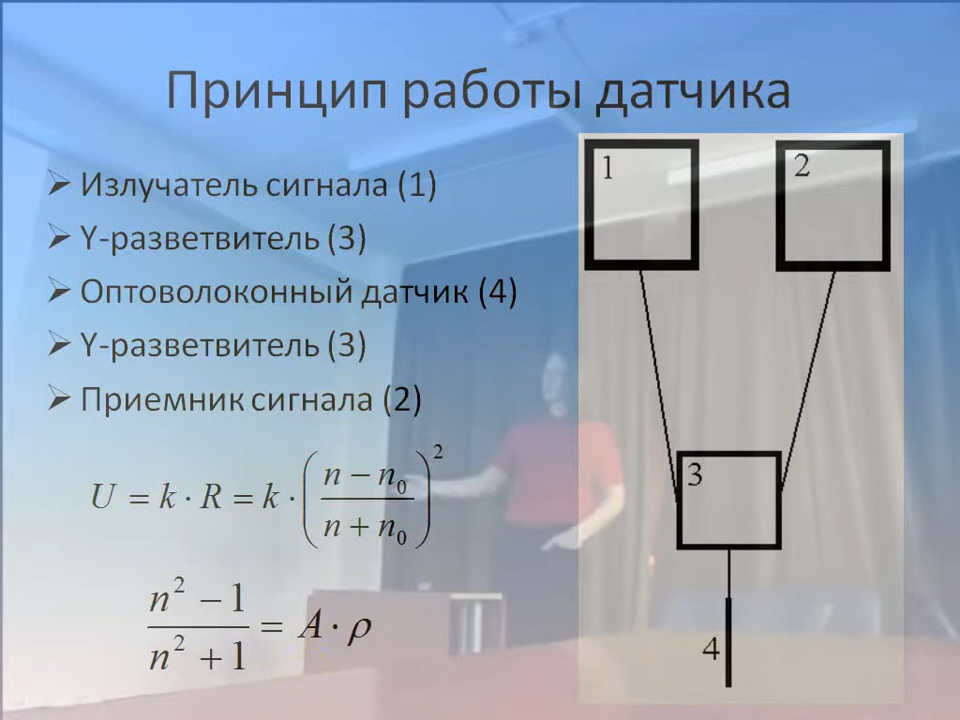 Принцип работы датчика
Излучатель сигнала (1)
Y-разветвитель (3)
Оптоволоконный датчик (4)
Y-разветвитель (3)
Приемник сигнала (2)
U = k · R = k · ( (n − n₀) / (n + n₀) )²
(n² − 1) / (n² + 1) = A · ρ
1
2
3
4